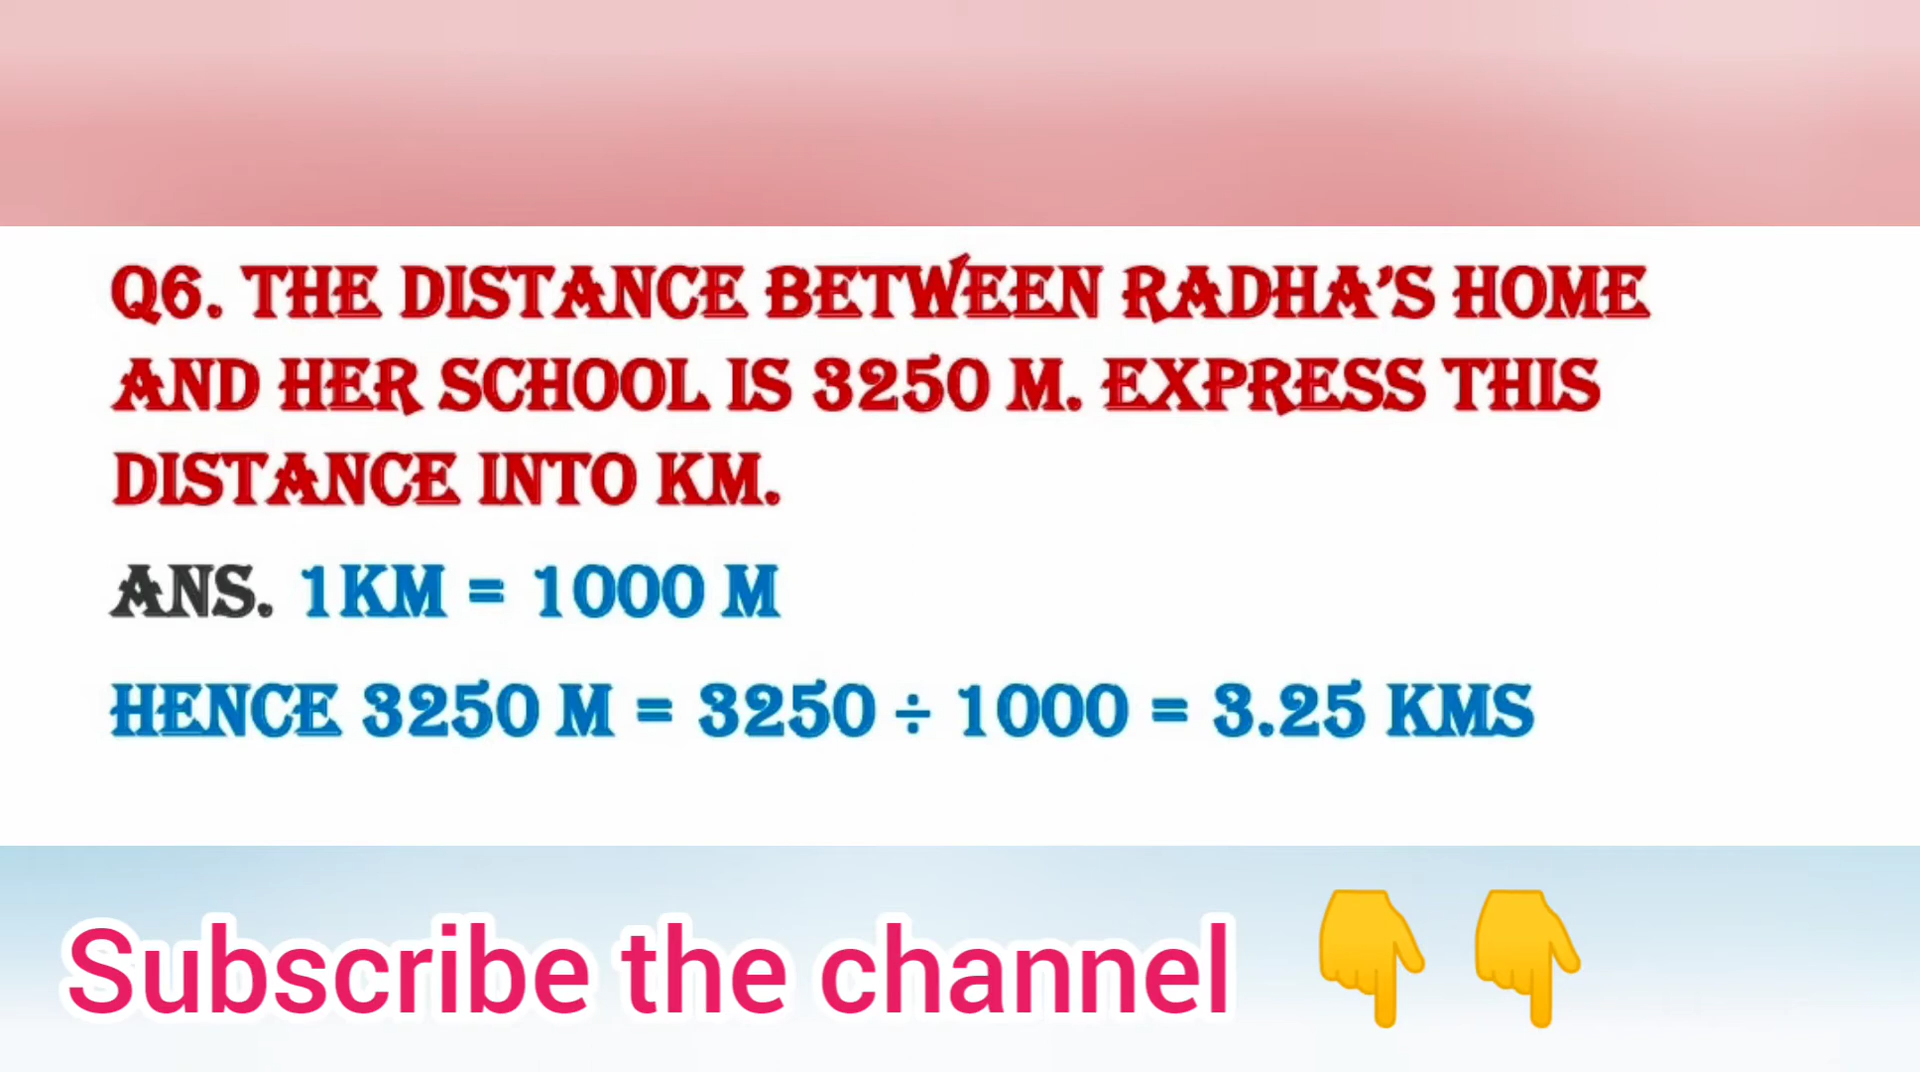 Q6. THE DISTANCE BETWEEN RADHA'S HOME
AND HER SCHOOL IS 3250 M. EXPRESS THIS
DISTANCE INTO KM.
ANS. 1KM = 1000 M
HENCE 3250 M = 3250 ÷ 1000 = 3.25 KMS
Subscribe the channel 👇 👇